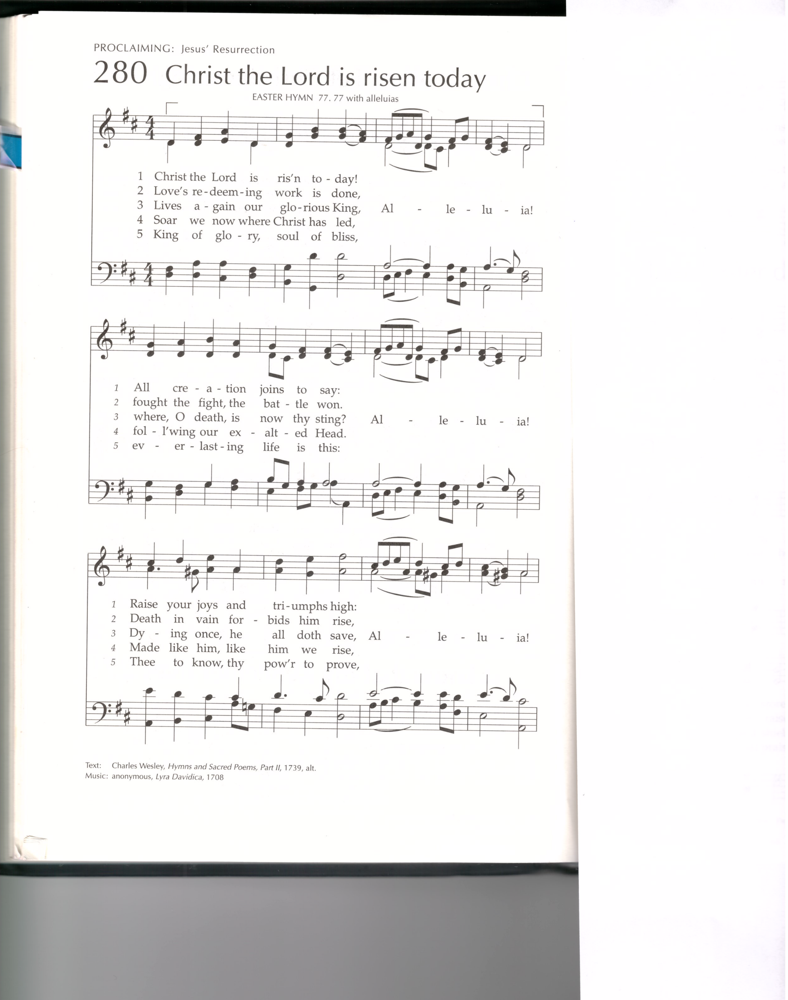 PROCLAIMING: Jesus' Resurrection
280 Christ the Lord is risen today
EASTER HYMN 77. 77 with alleluias
1 Christ the Lord is ris'n to - day!
2 Love's re - deem - ing work is done,
3 Lives a - gain our glo - rious King, Al - le - lu - ia!
4 Soar we now where Christ has led,
5 King of glo - ry, soul of bliss,
1 All cre - a - tion joins to say:
2 fought the fight, the bat - tle won.
3 where, O death, is now thy sting? Al - le - lu - ia!
4 fol - l'wing our ex - alt - ed Head.
5 ev - er - last - ing life is this:
1 Raise your joys and tri - umphs high:
2 Death in vain for - bids him rise,
3 Dy - ing once, he all doth save, Al - le - lu - ia!
4 Made like him, like him we rise,
5 Thee to know, thy pow'r to prove,
Text: Charles Wesley, Hymns and Sacred Poems, Part II, 1739, alt.
Music: anonymous, Lyra Davidica, 1708